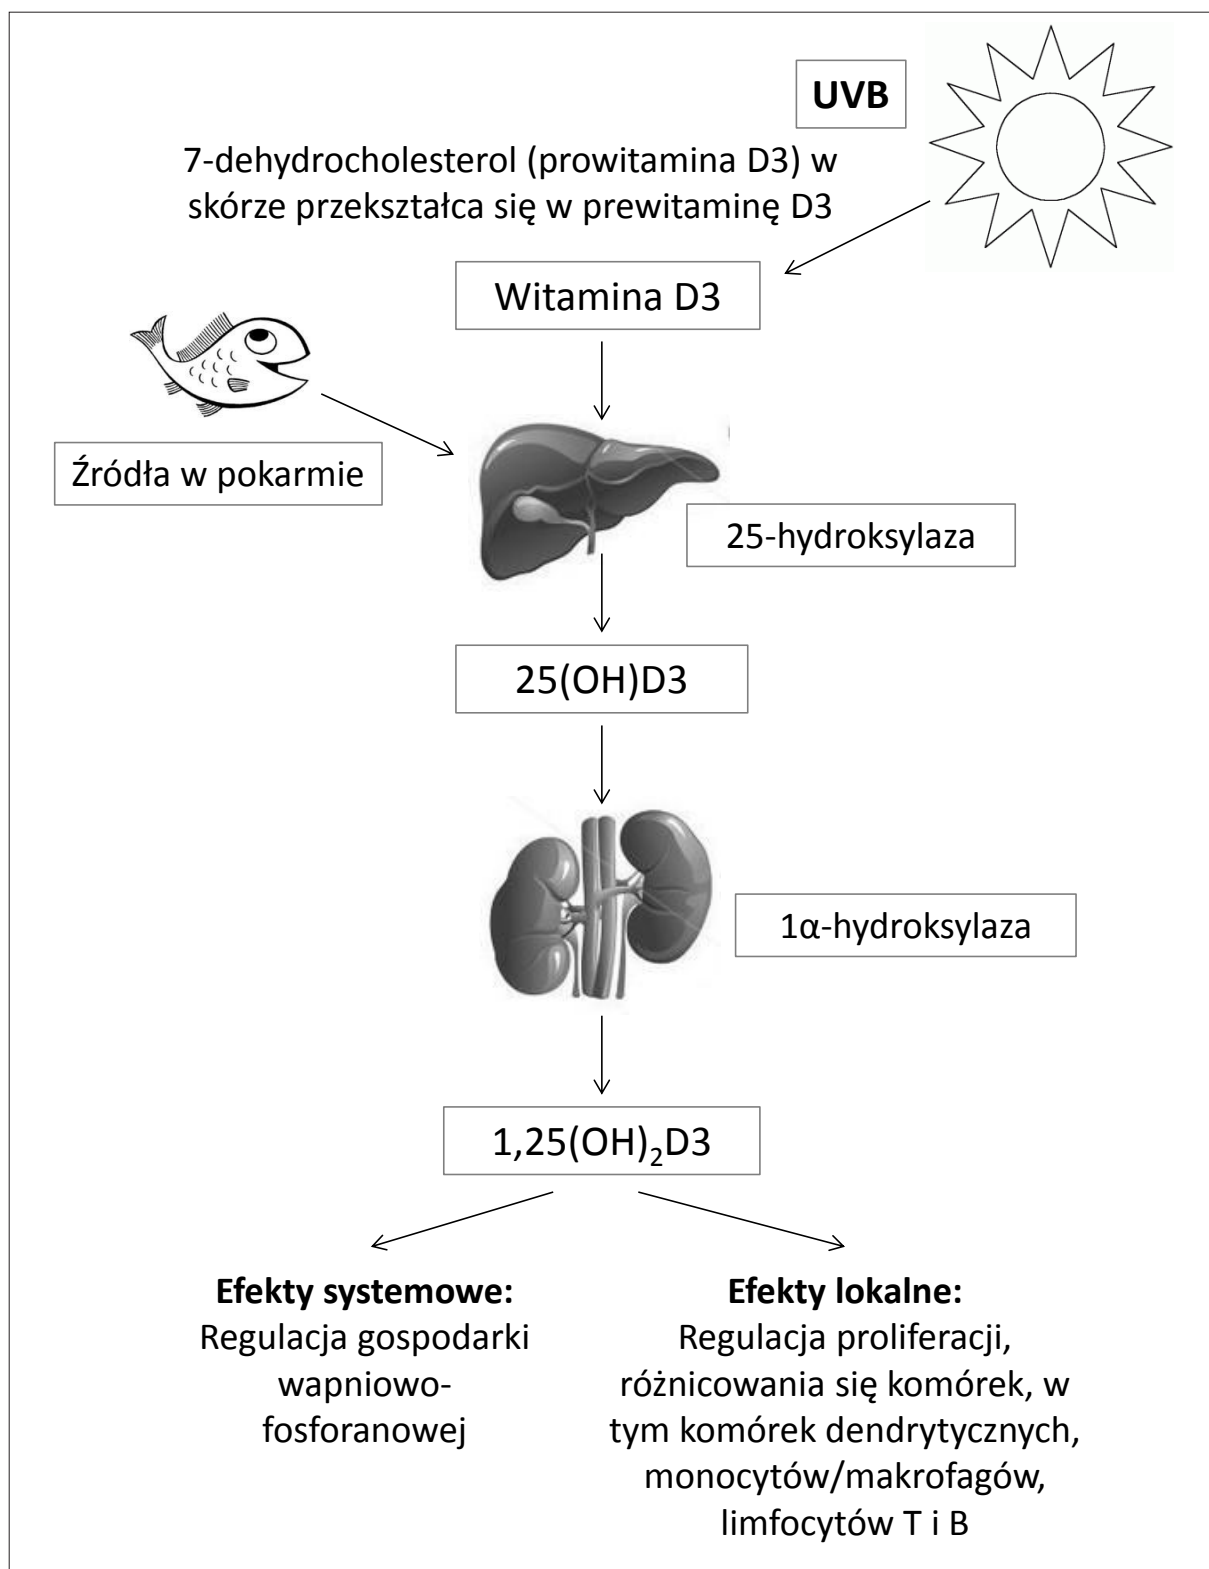 UVB
7-dehydrocholesterol (prowitamina D3) w
skórze przekształca się w prewitaminę D3
Witamina D3
Źródła w pokarmie
25-hydroksylaza
25(OH)D3
1α-hydroksylaza
1,25(OH)₂D3
Efekty systemowe:
Regulacja gospodarki
wapniowo-
fosforanowej
Efekty lokalne:
Regulacja proliferacji,
różnicowania się komórek, w
tym komórek dendrytycznych,
monocytów/makrofagów,
limfocytów T i B